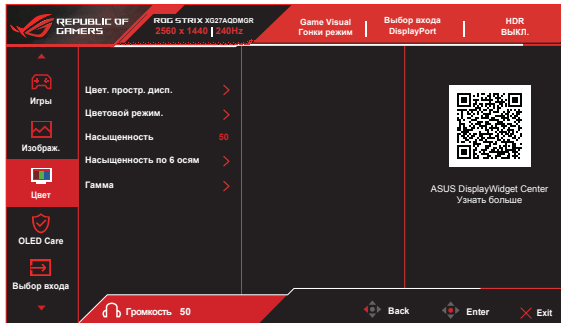 REPUBLIC OF
GAMERS
ROG STRIX XG27AQDMGR
2560 x 1440 | 240Hz
Game Visual
Гонки режим
Выбор входа
DisplayPort
HDR
ВЫКЛ.
Игры
Изображ.
Цвет
OLED Care
Выбор входа
Цвет. простр. дисп.
Цветовой режим.
Насыщенность 50
Насыщенность по 6 осям
Гамма
ASUS DisplayWidget Center
Узнать больше
Громкость 50
Back
Enter
Exit